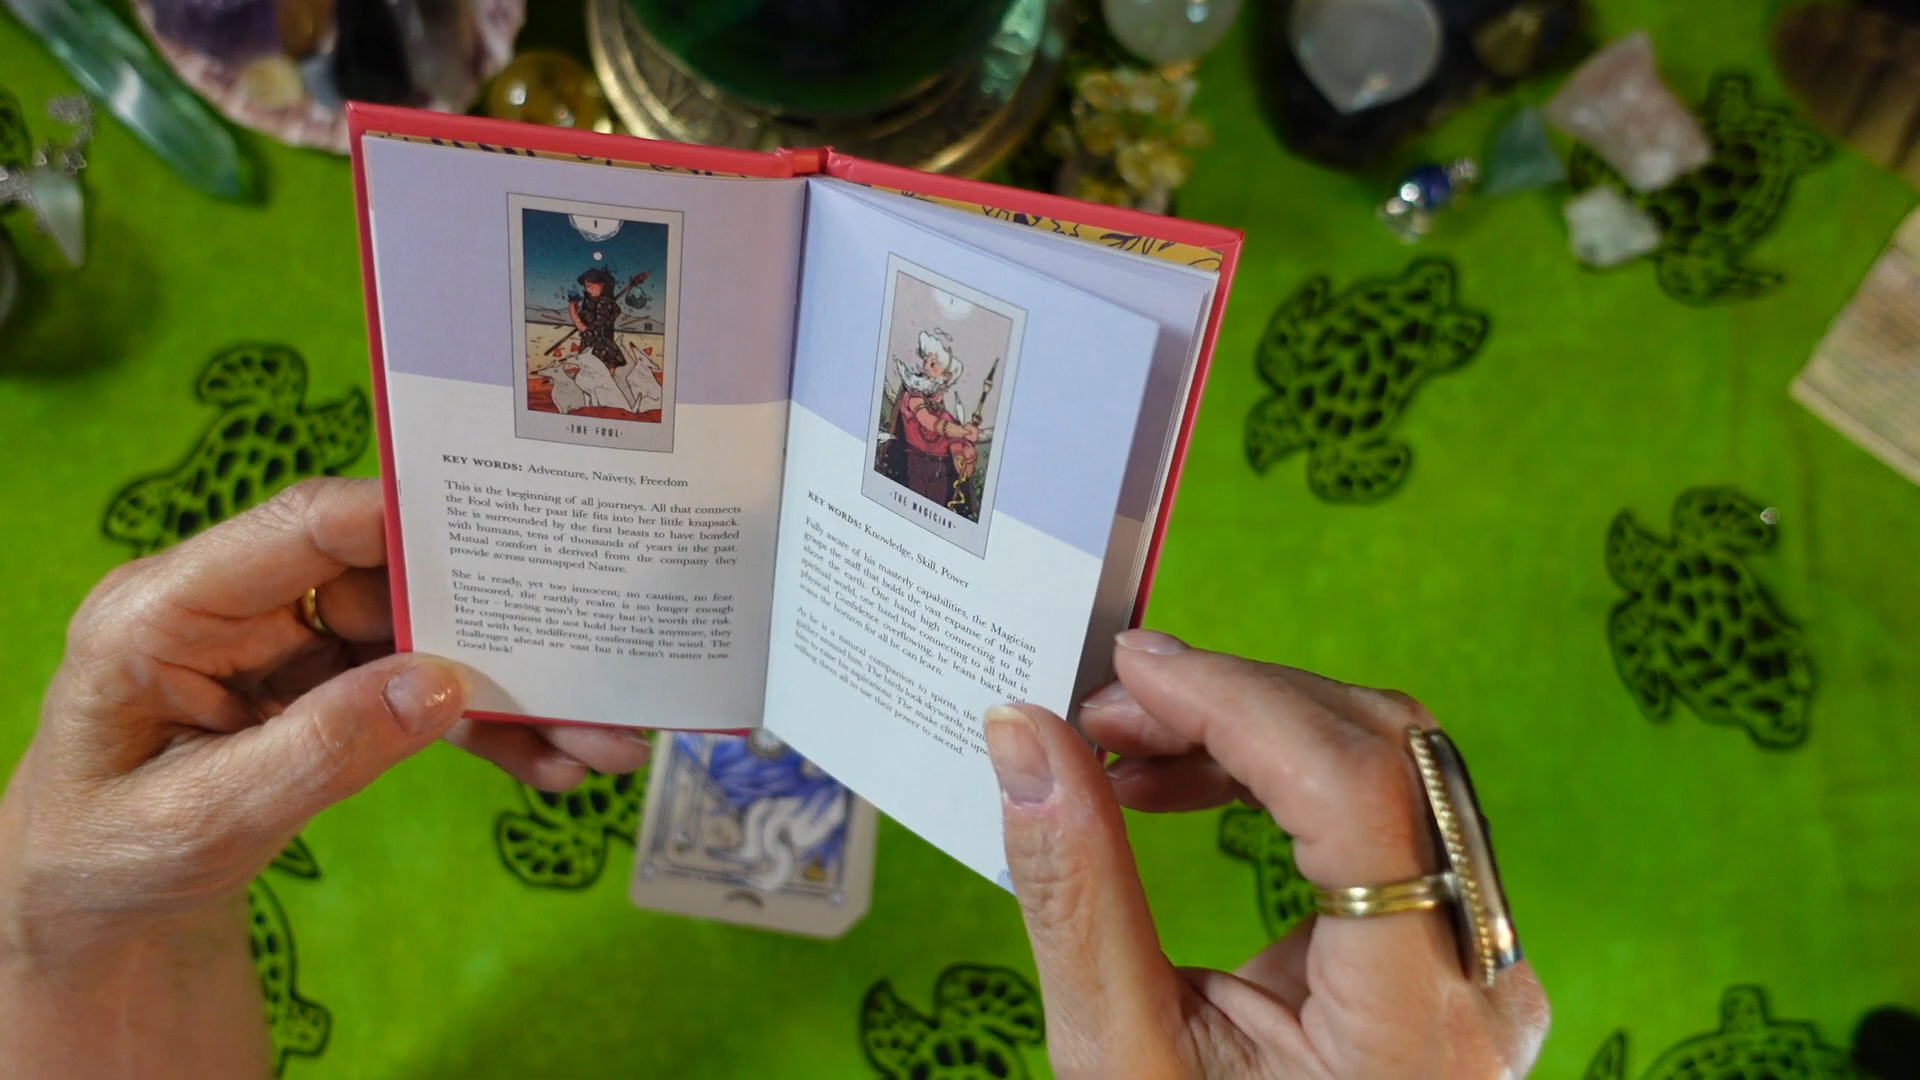 ·THE FOOL·
KEY WORDS: Adventure, Naïvety, Freedom
This is the beginning of all journeys. All that connects
the Fool with her past life fits into her little knapsack.
She is surrounded by the first beasts to have bonded
with humans, tens of thousands of years in the past.
Mutual comfort is derived from the company they
provide across unmapped Nature.
She is ready, yet too innocent; no caution, no fear.
Unmoored, the earthly realm is no longer enough
for her – leaving won't be easy but it's worth the risk.
Her companions do not hold her back anymore, they
stand with her, indifferent, confronting the wind. The
challenges ahead are vast but it doesn't matter now.
Good luck!
·THE MAGICIAN·
KEY WORDS: Knowledge, Skill, Power
Fully aware of his masterly capabilities, the Magician
grasps the staff that holds the vast expanse of the sky
above the earth. One hand high connecting to the
spiritual world, one hand low connecting to all that is
physical. Confidence overflowing, he leans back and
scans the horizon for all he can learn.
As he is a natural companion to spirits, the
gather around him. The birds look skywards,
him to raise his aspirations. The snake climbs
willing them all to use their power to ascend.